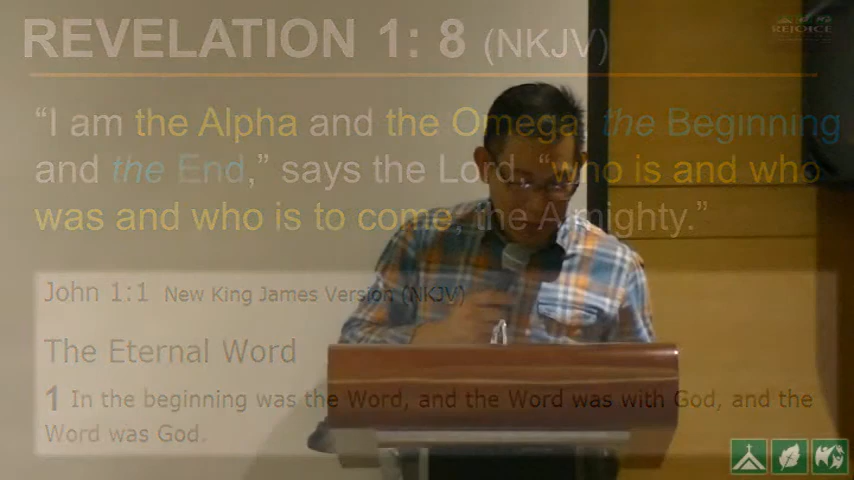 REVELATION 1: 8 (NKJV)
REJOICE
“I am the Alpha and the Omega, the Beginning
and the End,” says the Lord, “who is and who
was and who is to come, the Almighty.”
John 1:1 New King James Version (NKJV)
The Eternal Word
1 In the beginning was the Word, and the Word was with God, and the
Word was God.